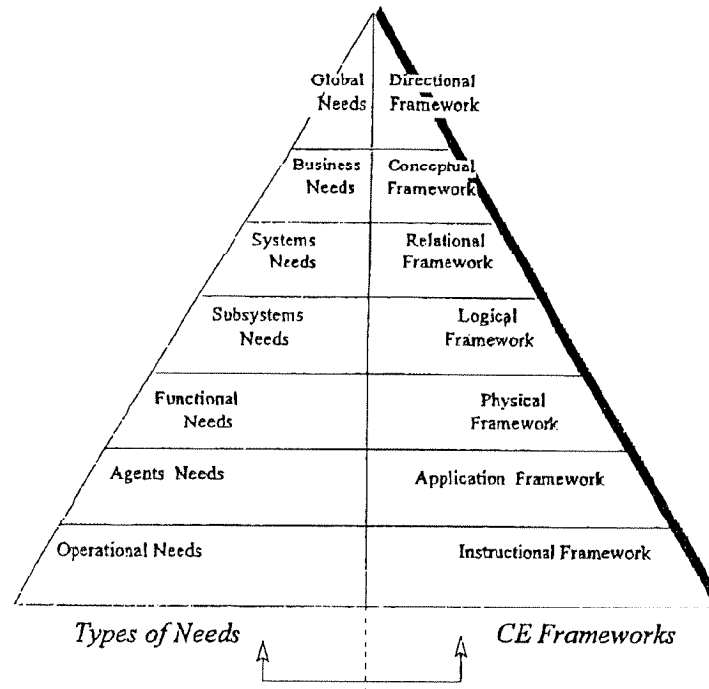 Global Needs
Directional Framework
Business Needs
Conceptual Framework
Systems Needs
Relational Framework
Subsystems Needs
Logical Framework
Functional Needs
Physical Framework
Agents Needs
Application Framework
Operational Needs
Instructional Framework
Types of Needs
CE Frameworks